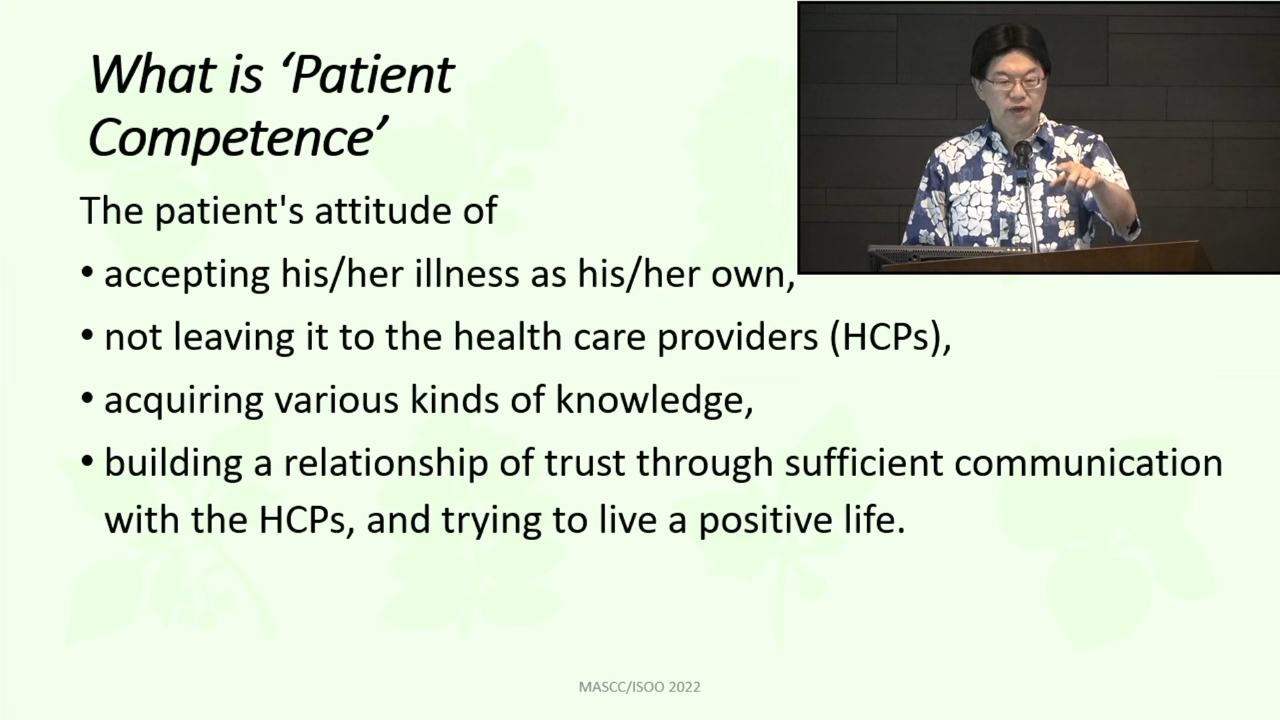 What is ‘Patient
Competence’
The patient's attitude of
• accepting his/her illness as his/her own,
• not leaving it to the health care providers (HCPs),
• acquiring various kinds of knowledge,
• building a relationship of trust through sufficient communication
with the HCPs, and trying to live a positive life.
MASCC/ISOO 2022